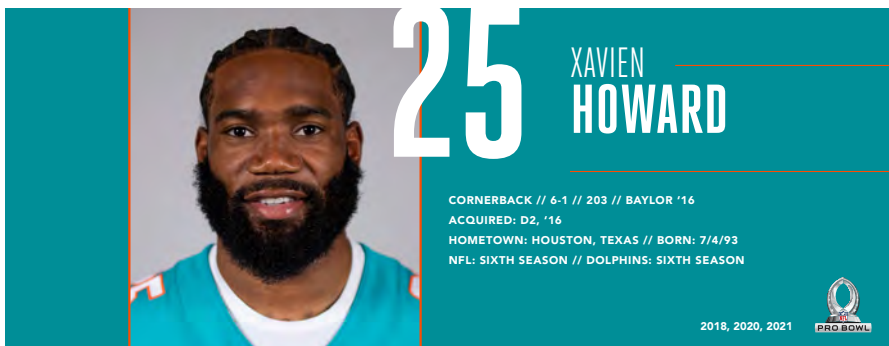 25
XAVIEN
HOWARD
CORNERBACK // 6-1 // 203 // BAYLOR ’16
ACQUIRED: D2, ’16
HOMETOWN: HOUSTON, TEXAS // BORN: 7/4/93
NFL: SIXTH SEASON // DOLPHINS: SIXTH SEASON
2018, 2020, 2021
NFL
PRO BOWL